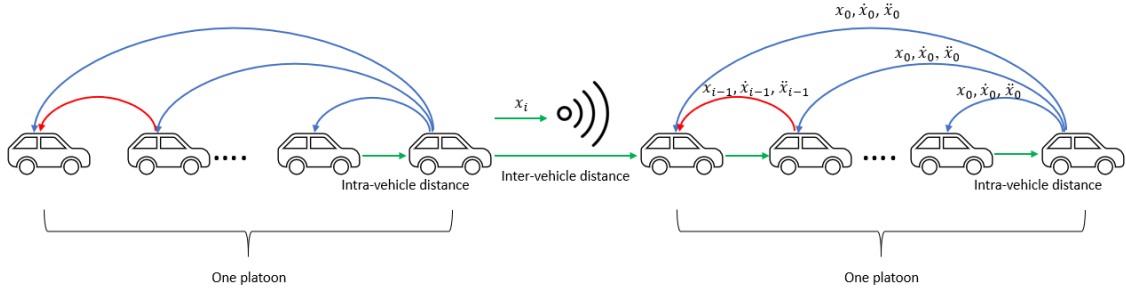 x₀, ẋ₀, ẍ₀
x₀, ẋ₀, ẍ₀
xᵢ₋₁, ẋᵢ₋₁, ẍᵢ₋₁
x₀, ẋ₀, ẍ₀
xᵢ
Intra-vehicle distance
Inter-vehicle distance
Intra-vehicle distance
One platoon
One platoon